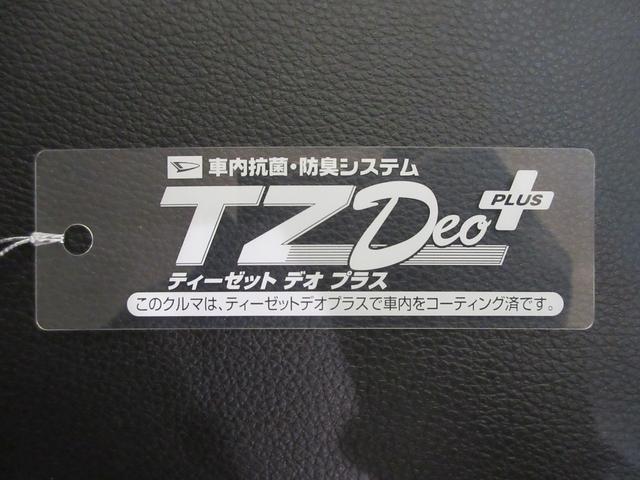 車内抗菌・防臭システム
TZ Deo PLUS
ティーゼット デオ プラス
このクルマは、ティーゼットデオプラスで車内をコーティング済です。